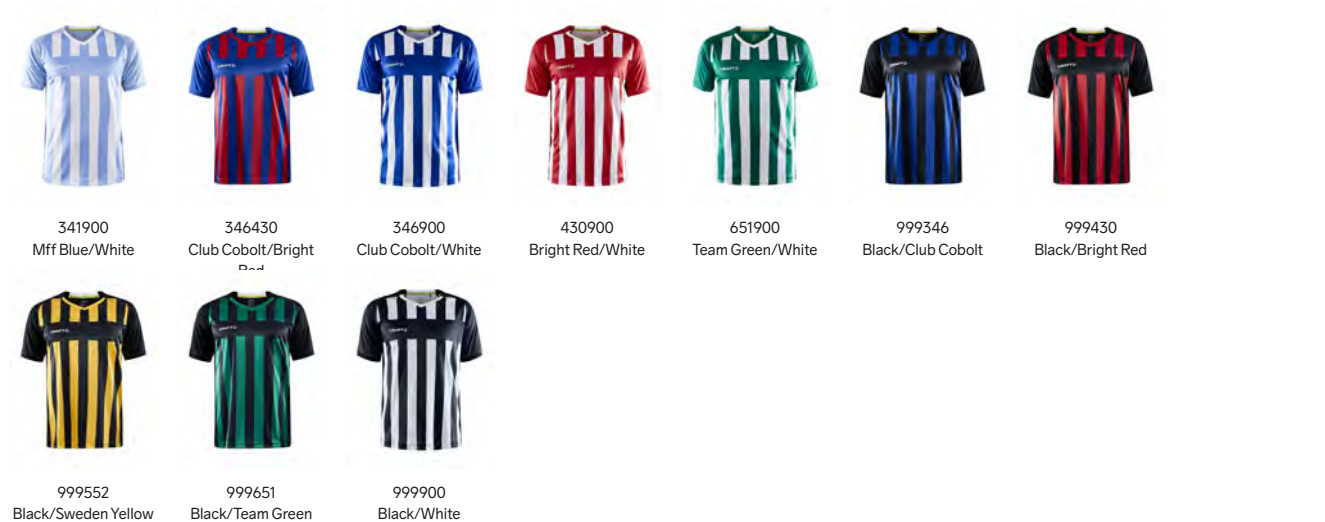 341900
Mff Blue/White
346430
Club Cobolt/Bright
Red
346900
Club Cobolt/White
430900
Bright Red/White
651900
Team Green/White
999346
Black/Club Cobolt
999430
Black/Bright Red
999552
Black/Sweden Yellow
999651
Black/Team Green
999900
Black/White